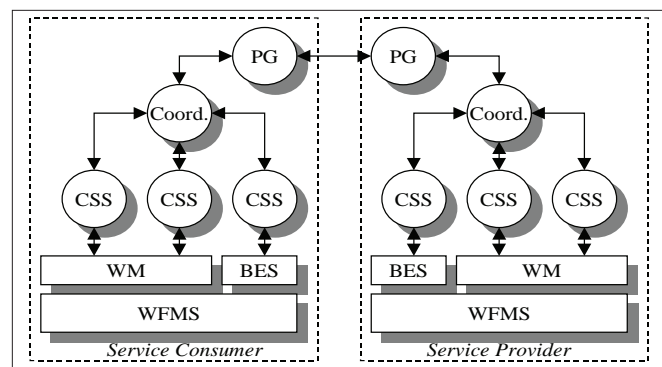 PG PG
Coord. Coord.
CSS CSS CSS CSS CSS CSS
WM BES BES WM
WFMS WFMS
Service Consumer Service Provider